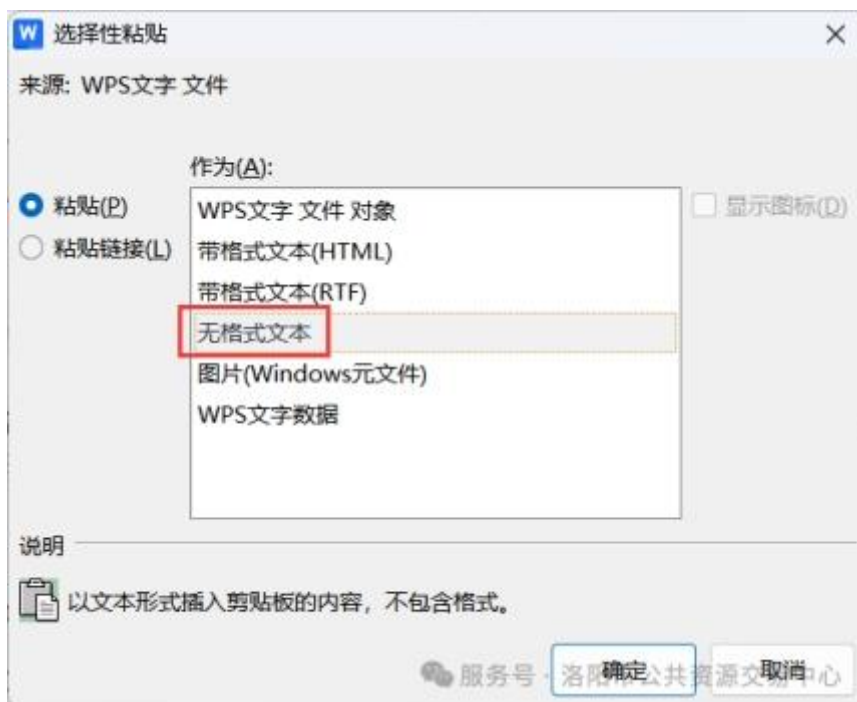 W 选择性粘贴
来源: WPS文字 文件
作为(A):
粘贴(P)
粘贴链接(L)
WPS文字 文件 对象
带格式文本(HTML)
带格式文本(RTF)
无格式文本
图片(Windows元文件)
WPS文字数据
显示图标(D)
说明
以文本形式插入剪贴板的内容，不包含格式。
确定
取消
服务号 · 洛阳市公共资源交易中心